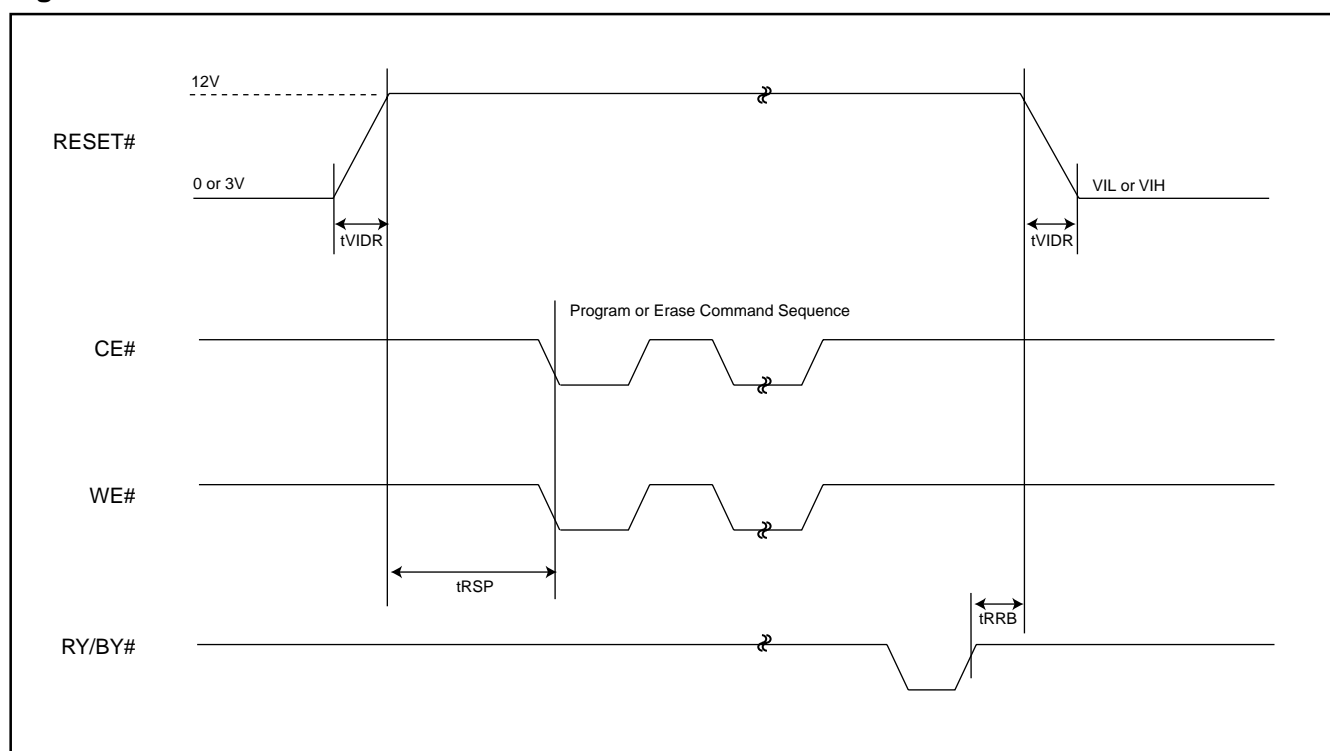 12V
RESET#
0 or 3V
VIL or VIH
tVIDR
tVIDR
Program or Erase Command Sequence
CE#
WE#
tRSP
tRRB
RY/BY#